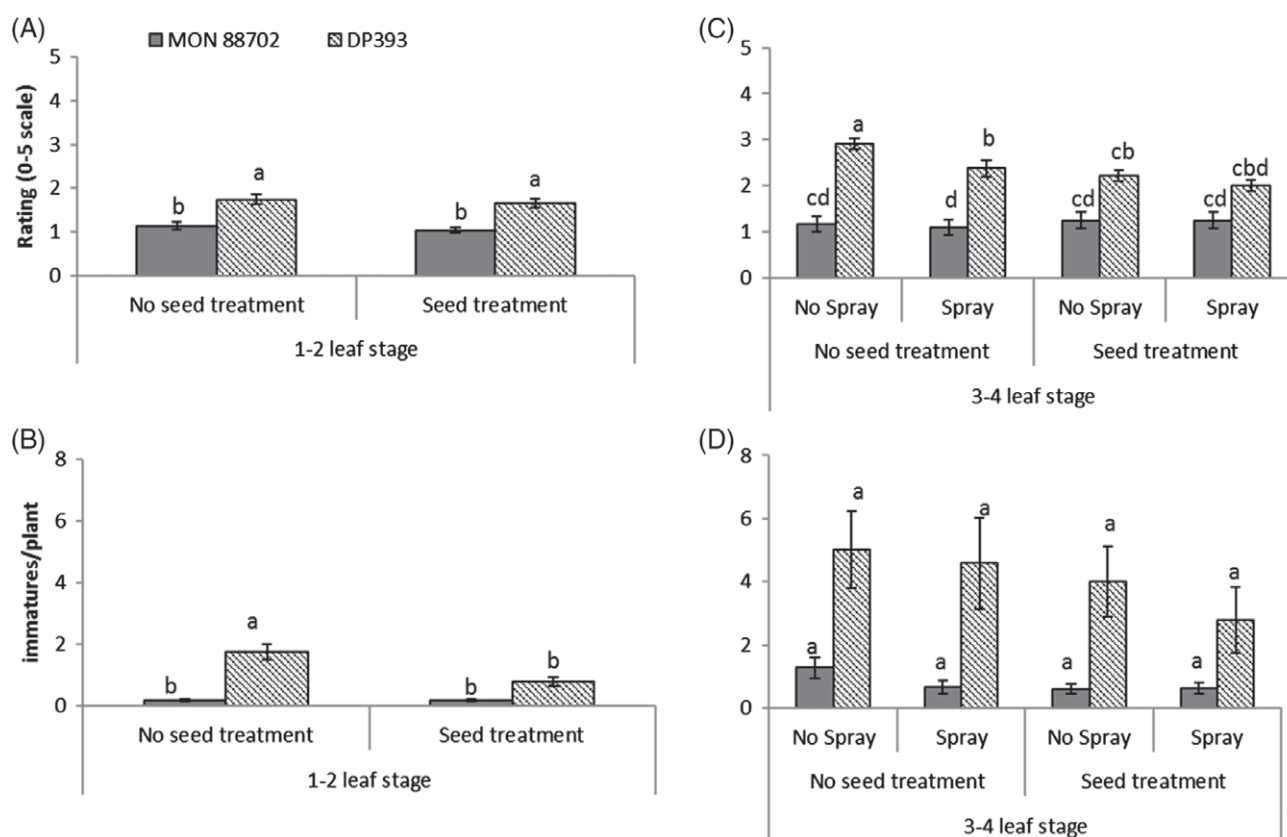 (A)
MON 88702 DP393
Rating (0-5 scale)
5
4
3
2
1
0
b a b a
No seed treatment Seed treatment
1-2 leaf stage
(B)
immatures/plant
8
6
4
2
0
b a b b
No seed treatment Seed treatment
1-2 leaf stage
(C)
5
4
3
2
1
0
cd a d b cd cb cd cbd
No Spray Spray No Spray Spray
No seed treatment Seed treatment
3-4 leaf stage
(D)
8
6
4
2
0
a a a a a a a a
No Spray Spray No Spray Spray
No seed treatment Seed treatment
3-4 leaf stage